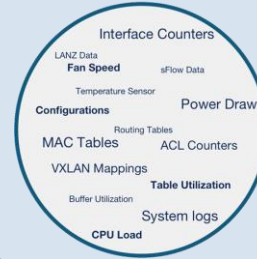 Interface Counters
LANZ Data
Fan Speed
sFlow Data
Temperature Sensor
Configurations
Power Draw
Routing Tables
MAC Tables
ACL Counters
VXLAN Mappings
Table Utilization
Buffer Utilization
System logs
CPU Load